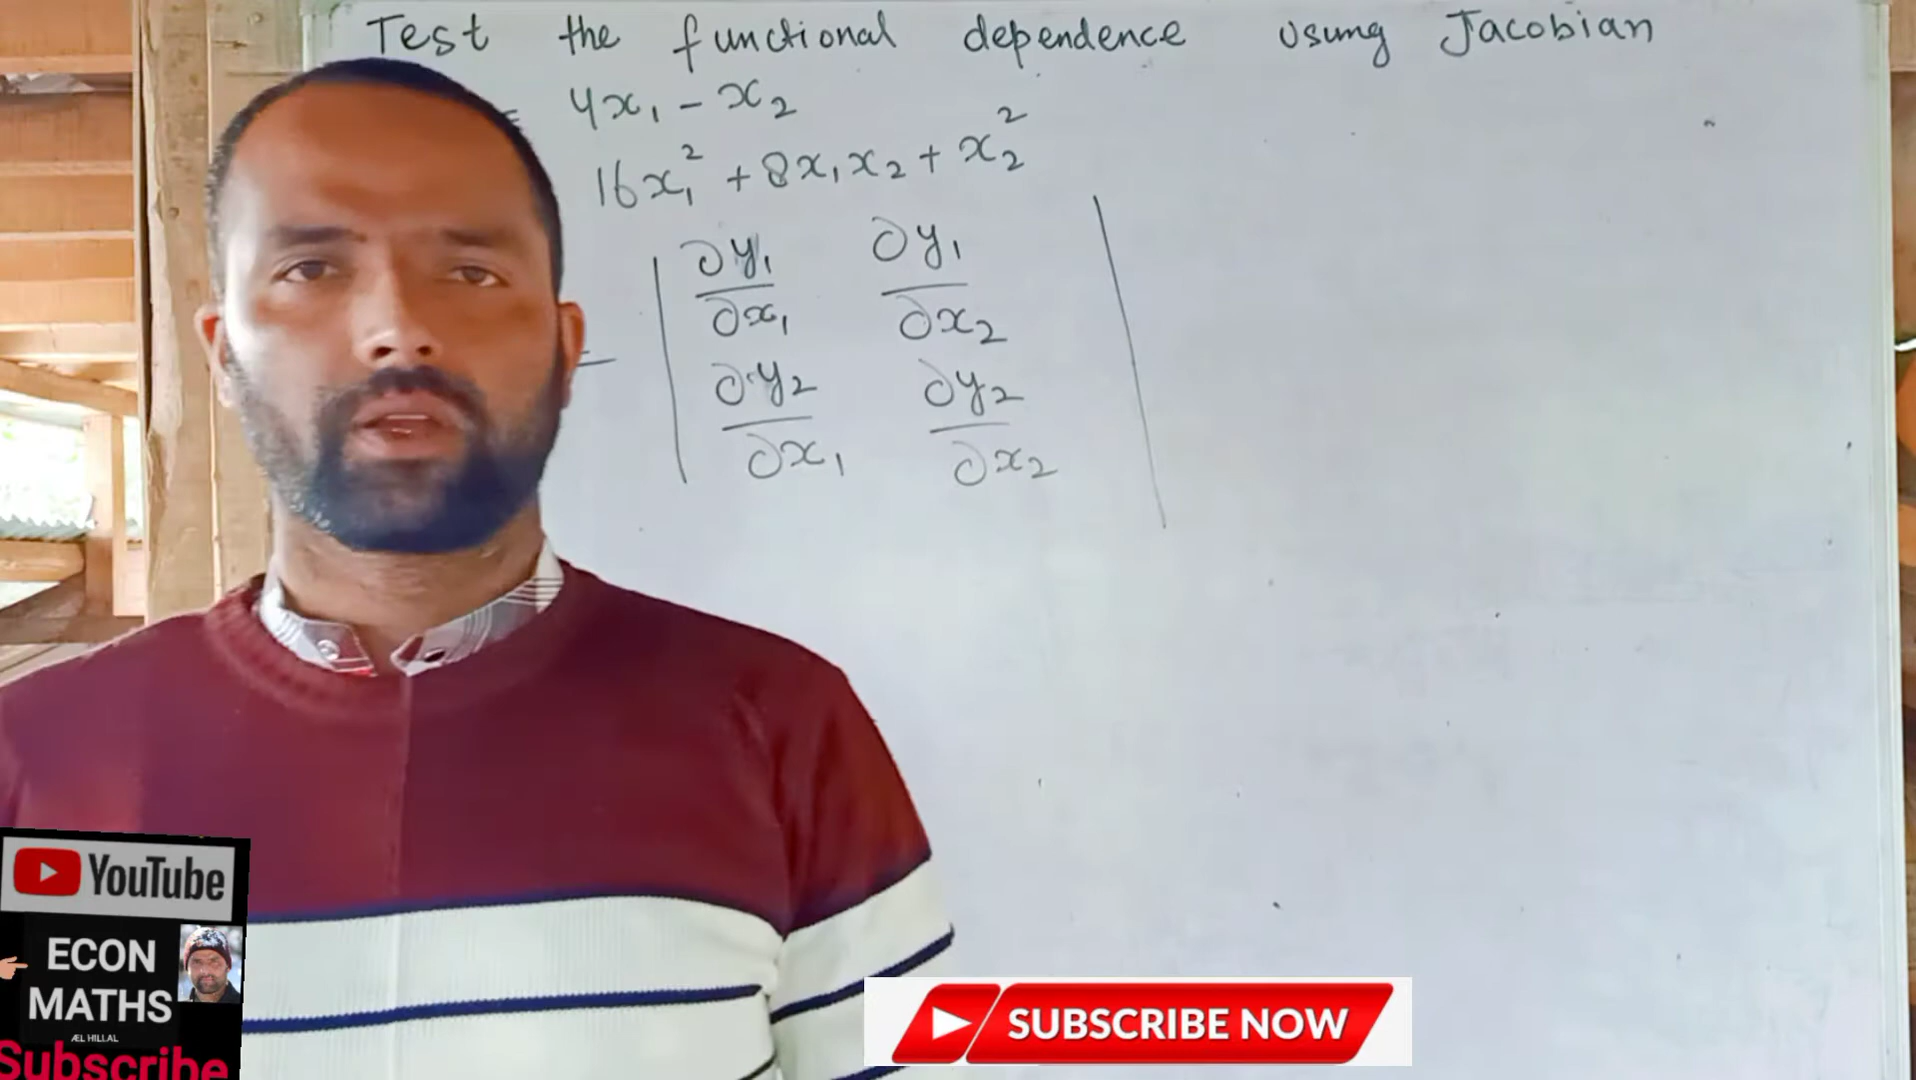 Test the functional dependence using Jacobian
= 4x₁ - x₂
16x₁² + 8x₁x₂ + x₂²
= | ∂y₁/∂x₁ ∂y₁/∂x₂ |
| ∂y₂/∂x₁ ∂y₂/∂x₂ |
YouTube
ECON
MATHS
ÆL HILLAL
Subscribe
SUBSCRIBE NOW